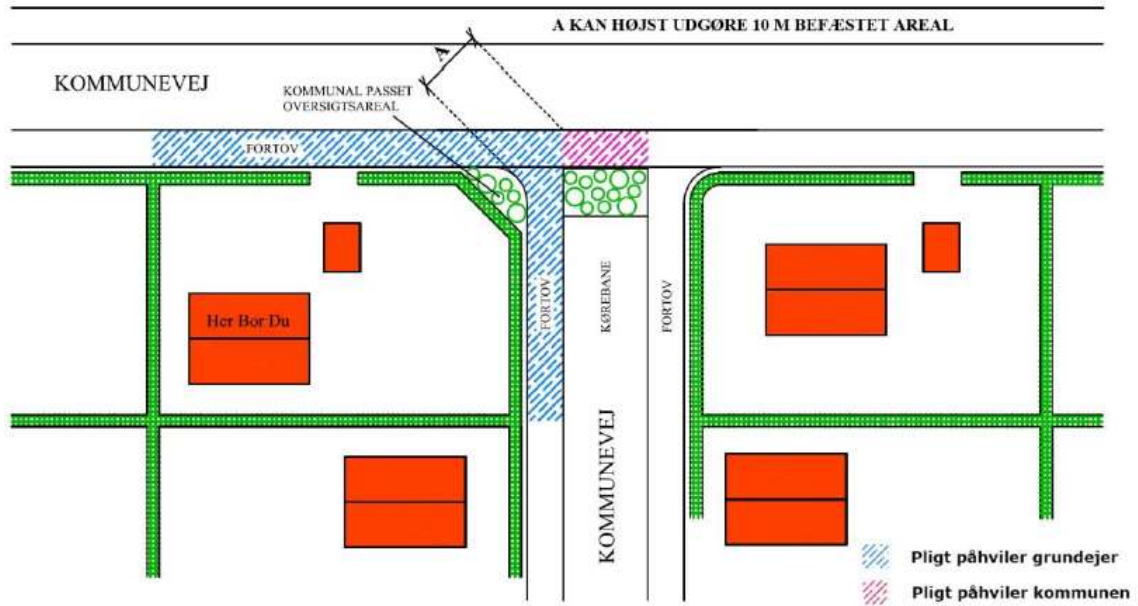 A KAN HØJST UDGØRE 10 M BEFÆSTET AREAL
A
KOMMUNEVEJ
KOMMUNAL PASSET
OVERSIGTSAREAL
FORTOV
Her Bor Du
FORTOV
KØREBANE
FORTOV
KOMMUNEVEJ
Pligt påhviler grundejer
Pligt påhviler kommunen